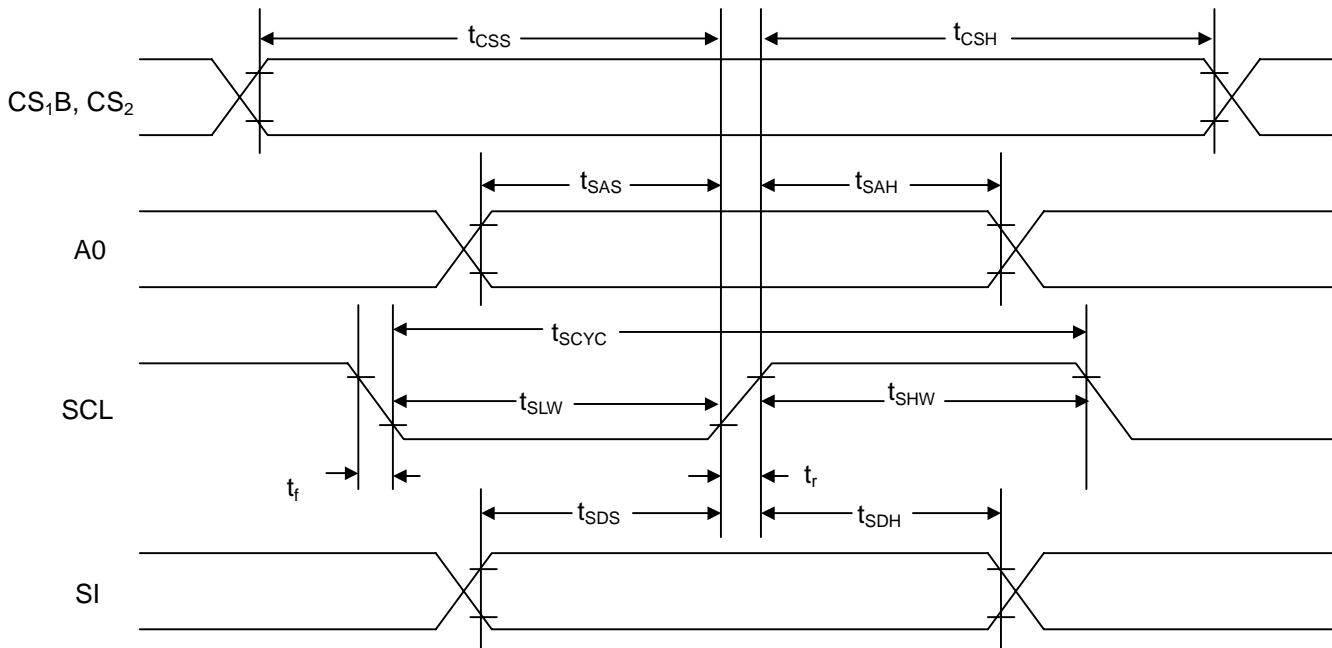 tCSS
tCSH
CS1B, CS2
tSAS
tSAH
A0
tSCYC
SCL
tSLW
tSHW
tf
tr
tSDS
tSDH
SI